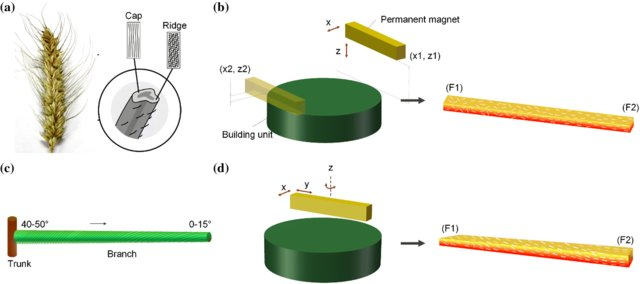 (a)
Cap
Ridge
(b)
Permanent magnet
x
z
(x1, z1)
(x2, z2)
Building unit
(F1)
(F2)
(c)
40-50°
0-15°
Trunk
Branch
(d)
z
x
y
(F1)
(F2)